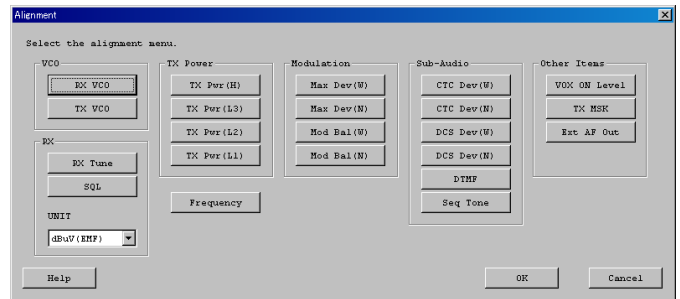 Alignment
Select the alignment menu.
VCO
RX VCO
TX VCO
RX
RX Tune
SQL
UNIT
dBuV(EMF)
TX Power
TX Pwr(H)
TX Pwr(L3)
TX Pwr(L2)
TX Pwr(L1)
Frequency
Modulation
Max Dev(W)
Max Dev(N)
Mod Bal(W)
Mod Bal(N)
Sub-Audio
CTC Dev(W)
CTC Dev(N)
DCS Dev(W)
DCS Dev(N)
DTMF
Seq Tone
Other Items
VOX ON Level
TX MSK
Ext AF Out
Help
OK
Cancel